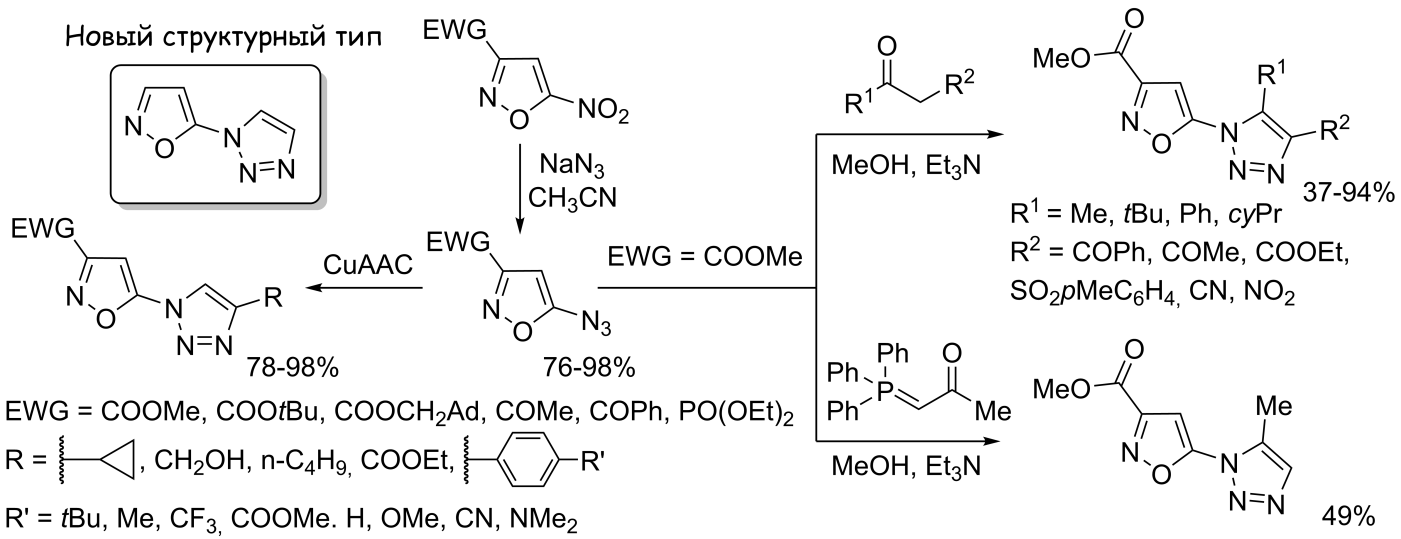 Новый структурный тип
N
O
N
N=N
EWG
N
O
NO2
NaN3
CH3CN
EWG
N
O
N3
76-98%
CuAAC
EWG
N
O
N
N=N
R
78-98%
EWG = COOMe, COOtBu, COOCH2Ad, COMe, COPh, PO(OEt)2
R = , CH2OH, n-C4H9, COOEt, R'
R' = tBu, Me, CF3, COOMe. H, OMe, CN, NMe2
EWG = COOMe
O
R1 R2
MeOH, Et3N
O
MeO
R1
R2
N
O
N
N=N
37-94%
R1 = Me, tBu, Ph, cyPr
R2 = COPh, COMe, COOEt,
SO2pMeC6H4, CN, NO2
Ph O
Ph
P
Ph Me
MeOH, Et3N
O
MeO
Me
N
O
N
N=N
49%